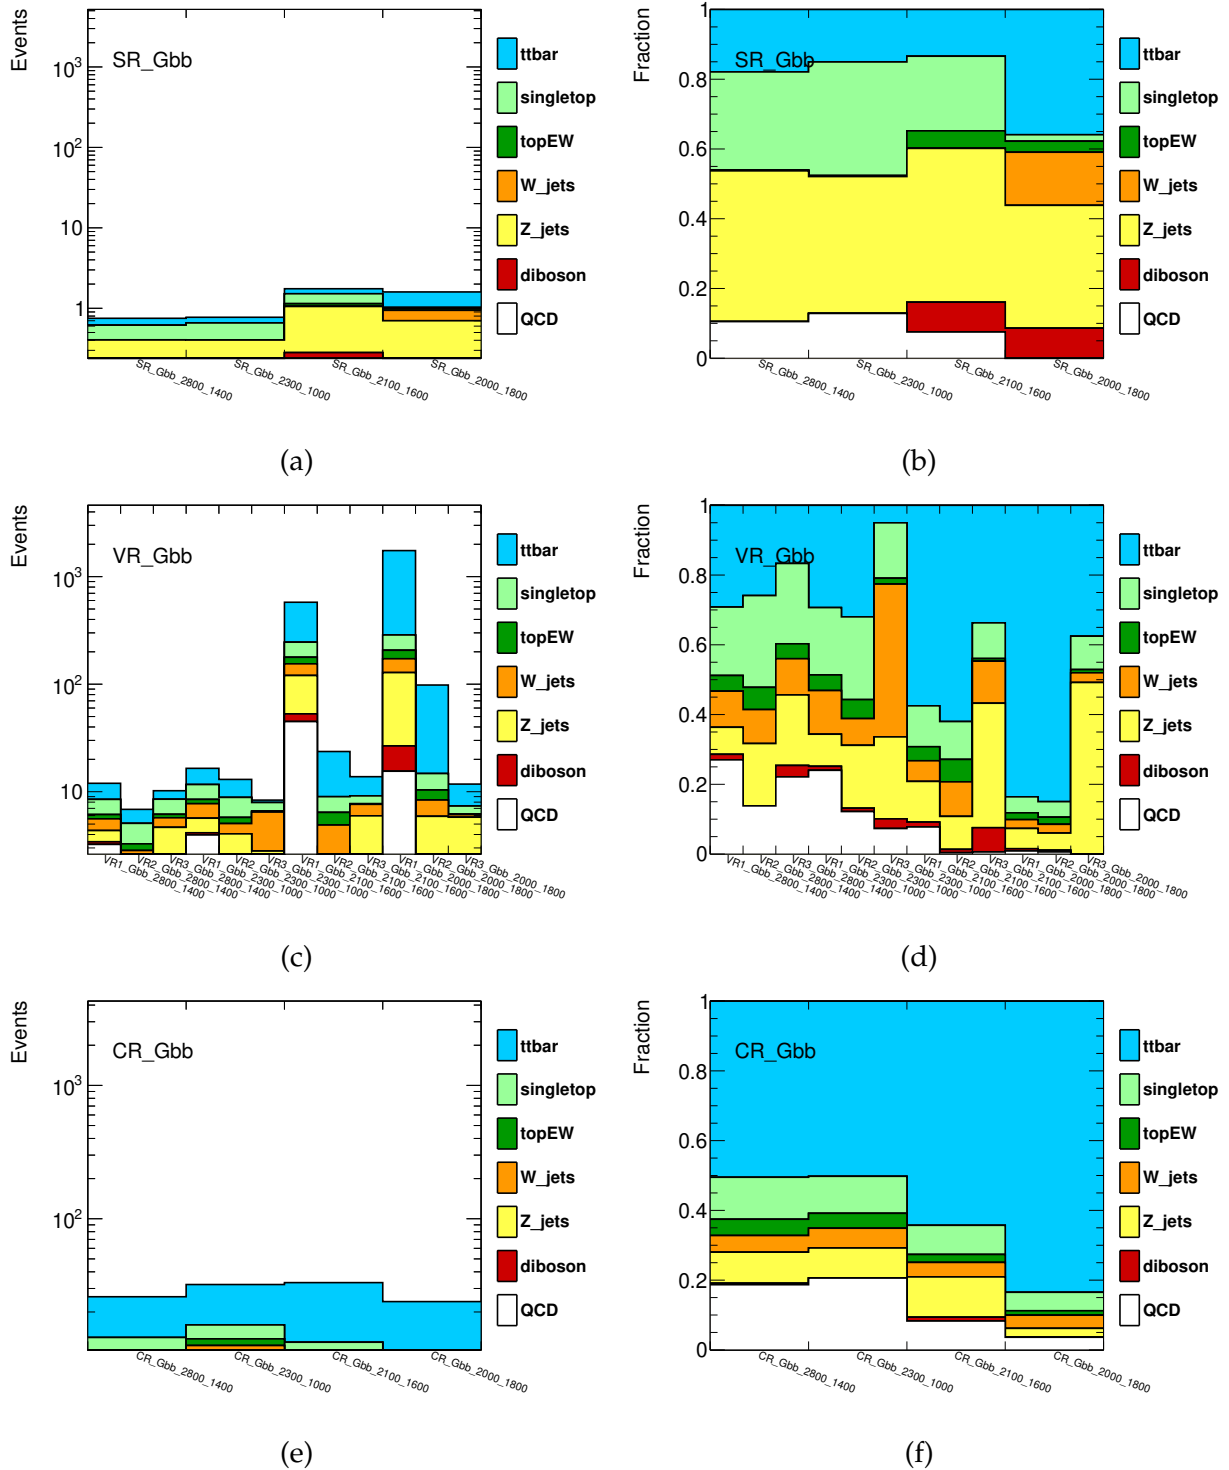 Events
SR_Gbb
10³
10²
10
1
SR_Gbb_2800_1400
SR_Gbb_2300_1000
SR_Gbb_2100_1600
SR_Gbb_2000_1800
ttbar
singletop
topEW
W_jets
Z_jets
diboson
QCD
(a)
Fraction
SR_Gbb
1
0.8
0.6
0.4
0.2
0
SR_Gbb_2800_1400
SR_Gbb_2300_1000
SR_Gbb_2100_1600
SR_Gbb_2000_1800
ttbar
singletop
topEW
W_jets
Z_jets
diboson
QCD
(b)
Events
VR_Gbb
10³
10²
10
VR1_Gbb_2800_1400
VR2_Gbb_2800_1400
VR3_Gbb_2800_1400
VR1_Gbb_2300_1000
VR2_Gbb_2300_1000
VR3_Gbb_2300_1000
VR1_Gbb_2100_1600
VR2_Gbb_2100_1600
VR3_Gbb_2100_1600
VR1_Gbb_2000_1800
VR2_Gbb_2000_1800
VR3_Gbb_2000_1800
ttbar
singletop
topEW
W_jets
Z_jets
diboson
QCD
(c)
Fraction
VR_Gbb
1
0.8
0.6
0.4
0.2
0
VR1_Gbb_2800_1400
VR2_Gbb_2800_1400
VR3_Gbb_2800_1400
VR1_Gbb_2300_1000
VR2_Gbb_2300_1000
VR3_Gbb_2300_1000
VR1_Gbb_2100_1600
VR2_Gbb_2100_1600
VR3_Gbb_2100_1600
VR1_Gbb_2000_1800
VR2_Gbb_2000_1800
VR3_Gbb_2000_1800
ttbar
singletop
topEW
W_jets
Z_jets
diboson
QCD
(d)
Events
CR_Gbb
10³
10²
CR_Gbb_2800_1400
CR_Gbb_2300_1000
CR_Gbb_2100_1600
CR_Gbb_2000_1800
ttbar
singletop
topEW
W_jets
Z_jets
diboson
QCD
(e)
Fraction
CR_Gbb
1
0.8
0.6
0.4
0.2
0
CR_Gbb_2800_1400
CR_Gbb_2300_1000
CR_Gbb_2100_1600
CR_Gbb_2000_1800
ttbar
singletop
topEW
W_jets
Z_jets
diboson
QCD
(f)